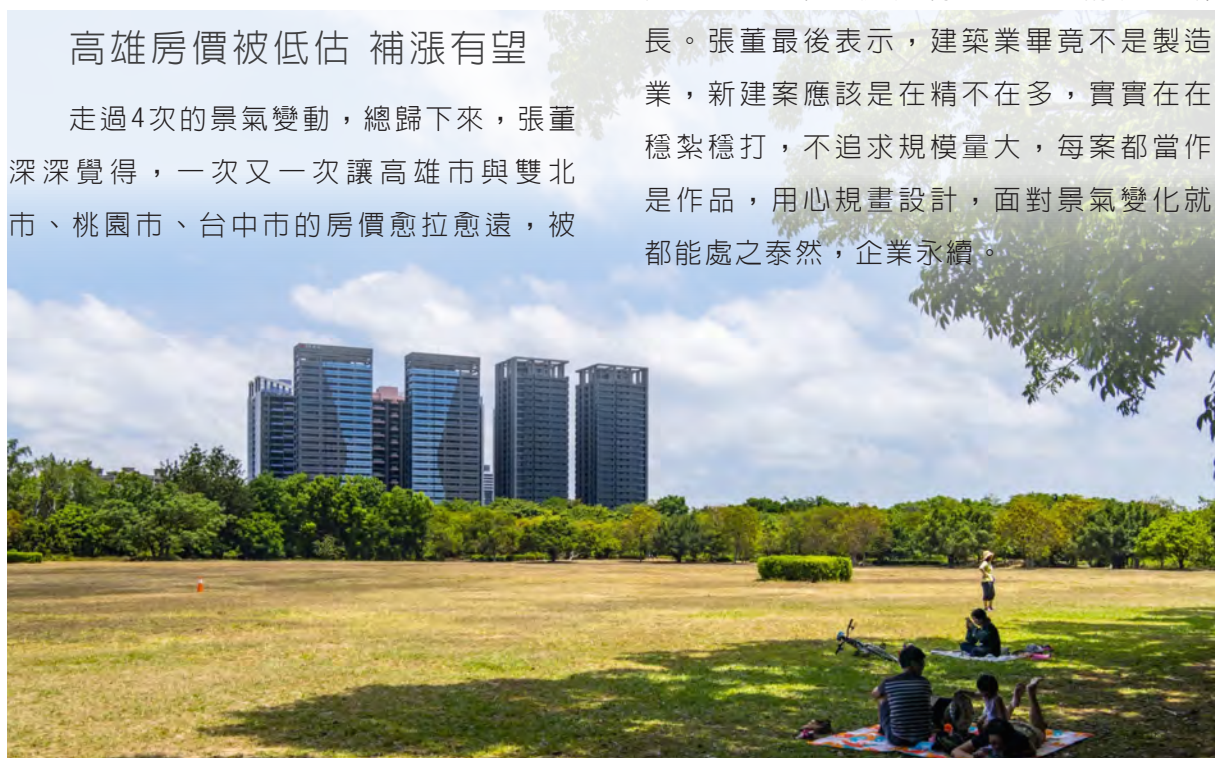 高雄房價被低估 補漲有望
走過4次的景氣變動，總歸下來，張董
深深覺得，一次又一次讓高雄市與雙北
市、桃園市、台中市的房價愈拉愈遠，被
長。張董最後表示，建築業畢竟不是製造
業，新建案應該是在精不在多，實實在在
穩紮穩打，不追求規模量大，每案都當作
是作品，用心規畫設計，面對景氣變化就
都能處之泰然，企業永續。